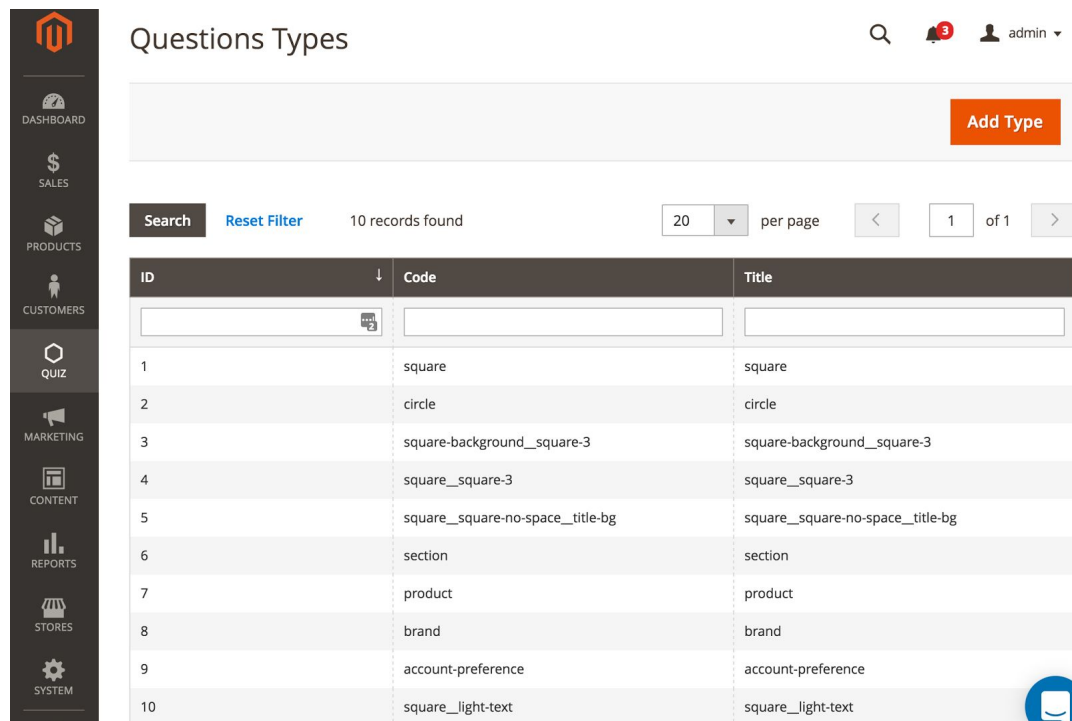 Questions Types
3
admin
DASHBOARD
SALES
PRODUCTS
CUSTOMERS
QUIZ
MARKETING
CONTENT
REPORTS
STORES
SYSTEM
Add Type
Search Reset Filter 10 records found 20 per page 1 of 1
ID Code Title
2
1 square square
2 circle circle
3 square-background__square-3 square-background__square-3
4 square__square-3 square__square-3
5 square__square-no-space__title-bg square__square-no-space__title-bg
6 section section
7 product product
8 brand brand
9 account-preference account-preference
10 square__light-text square__light-text